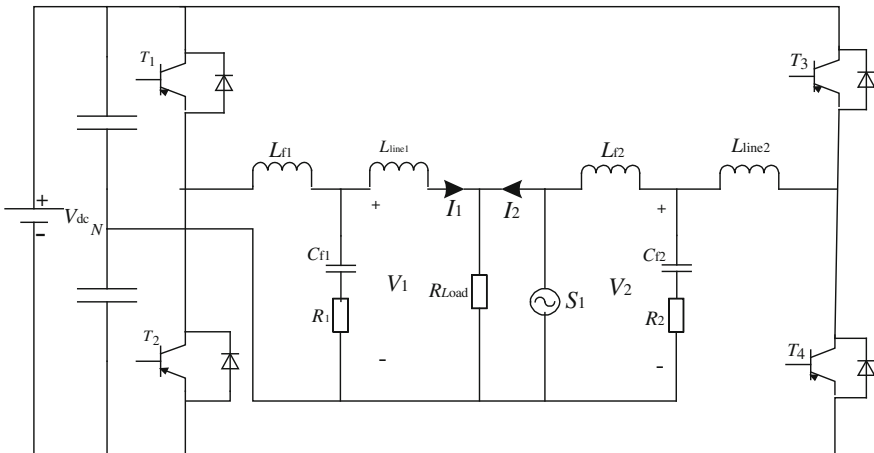 T1
T3
Lf1
Lline1
Lf2
Lline2
+
Vdc
-
N
+
I1
I2
+
Cf1
V1
RLoad
S1
V2
Cf2
R1
R2
T2
T4
-
-